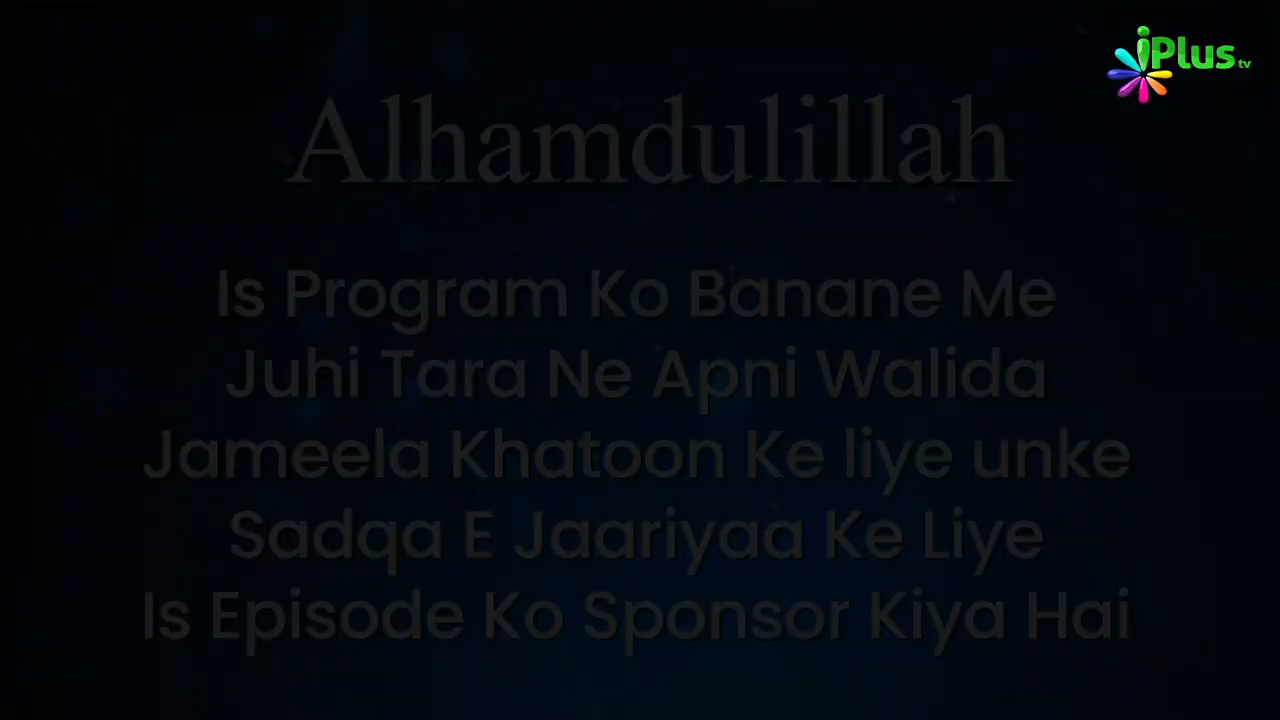 iPlus tv
Alhamdulillah
Is Program Ko Banane Me
Juhi Tara Ne Apni Walida
Jameela Khatoon Ke liye unke
Sadqa E Jaariyaa Ke Liye
Is Episode Ko Sponsor Kiya Hai